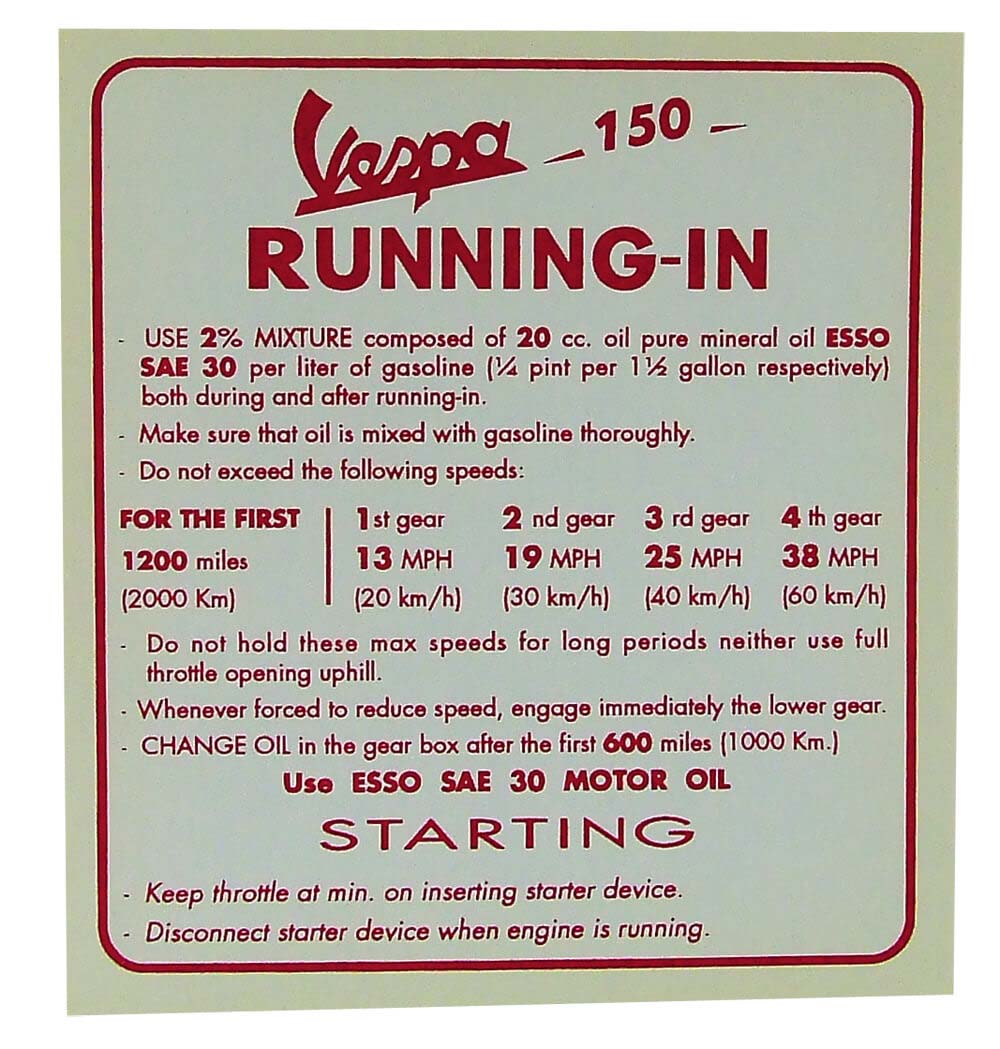 Vespa – 150 –
RUNNING-IN
- USE 2% MIXTURE composed of 20 cc. oil pure mineral oil ESSO
SAE 30 per liter of gasoline (¼ pint per 1½ gallon respectively)
both during and after running-in.
- Make sure that oil is mixed with gasoline thoroughly.
- Do not exceed the following speeds:
FOR THE FIRST | 1st gear 2 nd gear 3 rd gear 4 th gear
1200 miles 13 MPH 19 MPH 25 MPH 38 MPH
(2000 Km) (20 km/h) (30 km/h) (40 km/h) (60 km/h)
- Do not hold these max speeds for long periods neither use full
throttle opening uphill.
- Whenever forced to reduce speed, engage immediately the lower gear.
- CHANGE OIL in the gear box after the first 600 miles (1000 Km.)
Use ESSO SAE 30 MOTOR OIL
STARTING
- Keep throttle at min. on inserting starter device.
- Disconnect starter device when engine is running.